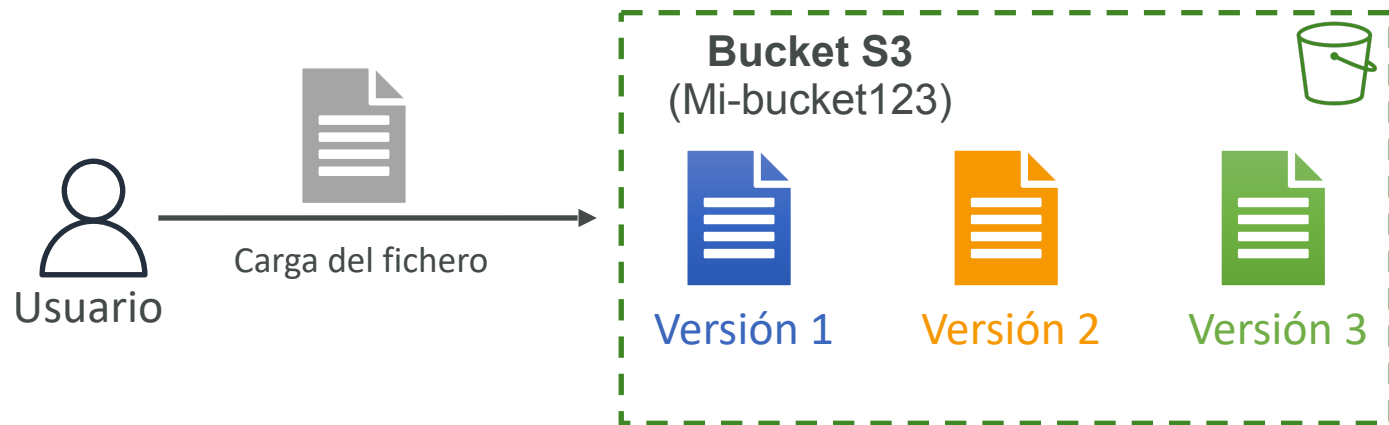 Bucket S3
(Mi-bucket123)
Carga del fichero
Usuario
Versión 1
Versión 2
Versión 3